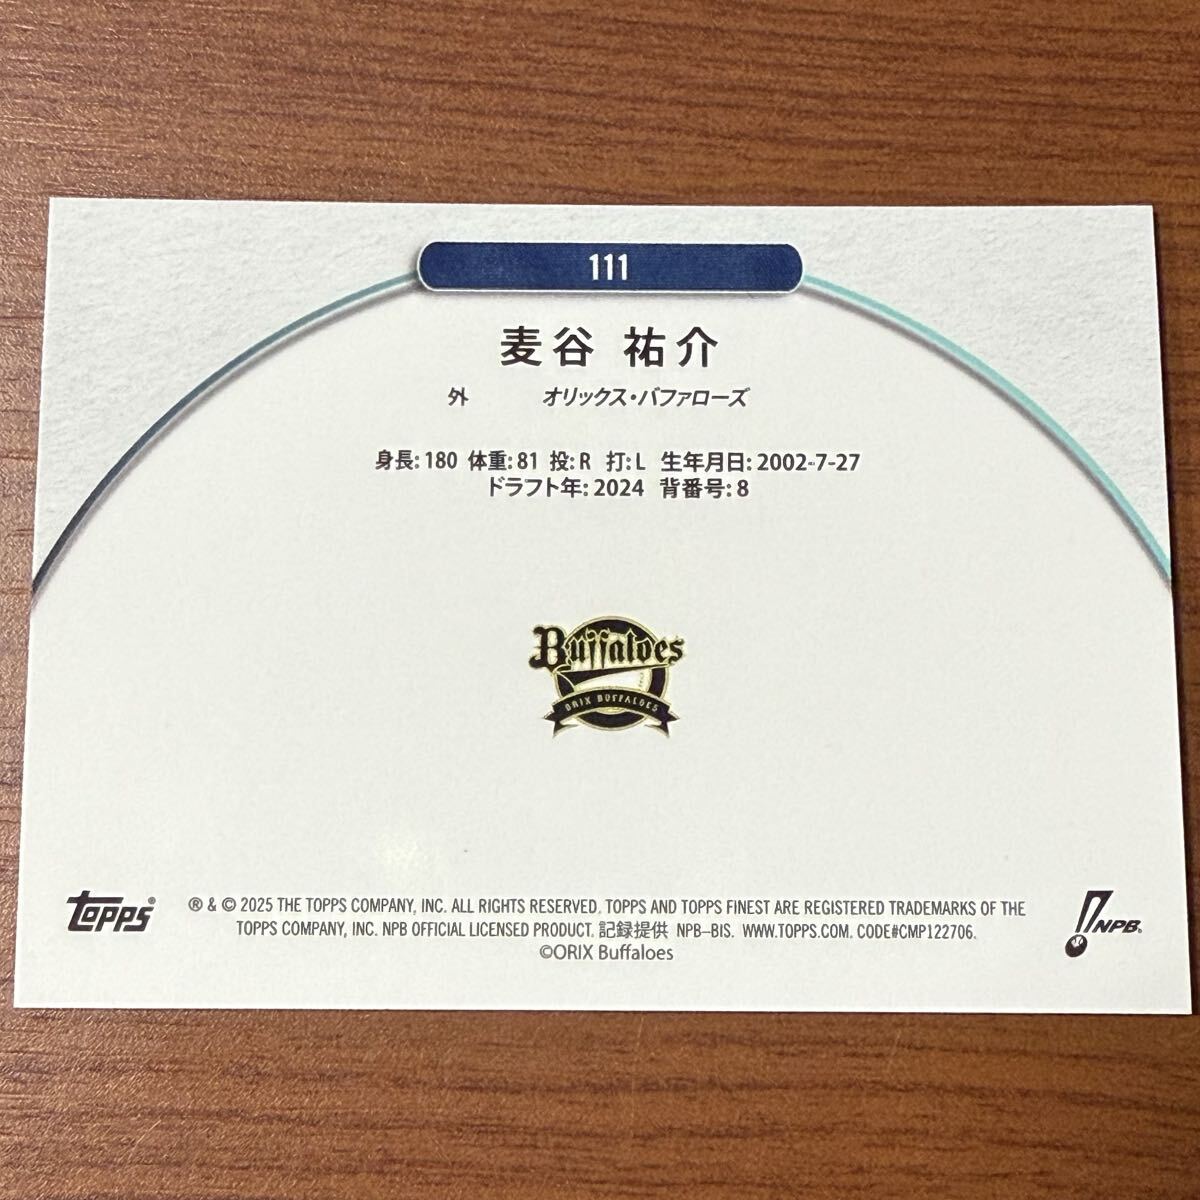 111
麦谷 祐介
外 オリックス・バファローズ
身長: 180 体重: 81 投: R 打: L 生年月日: 2002-7-27
ドラフト年: 2024 背番号: 8
Buffaloes
ORIX BUFFALOES
TOPPS®
® & © 2025 THE TOPPS COMPANY, INC. ALL RIGHTS RESERVED. TOPPS AND TOPPS FINEST ARE REGISTERED TRADEMARKS OF THE
TOPPS COMPANY, INC. NPB OFFICIAL LICENSED PRODUCT. 記録提供 NPB–BIS. WWW.TOPPS.COM. CODE#CMP122706.
©ORIX Buffaloes
NPB®